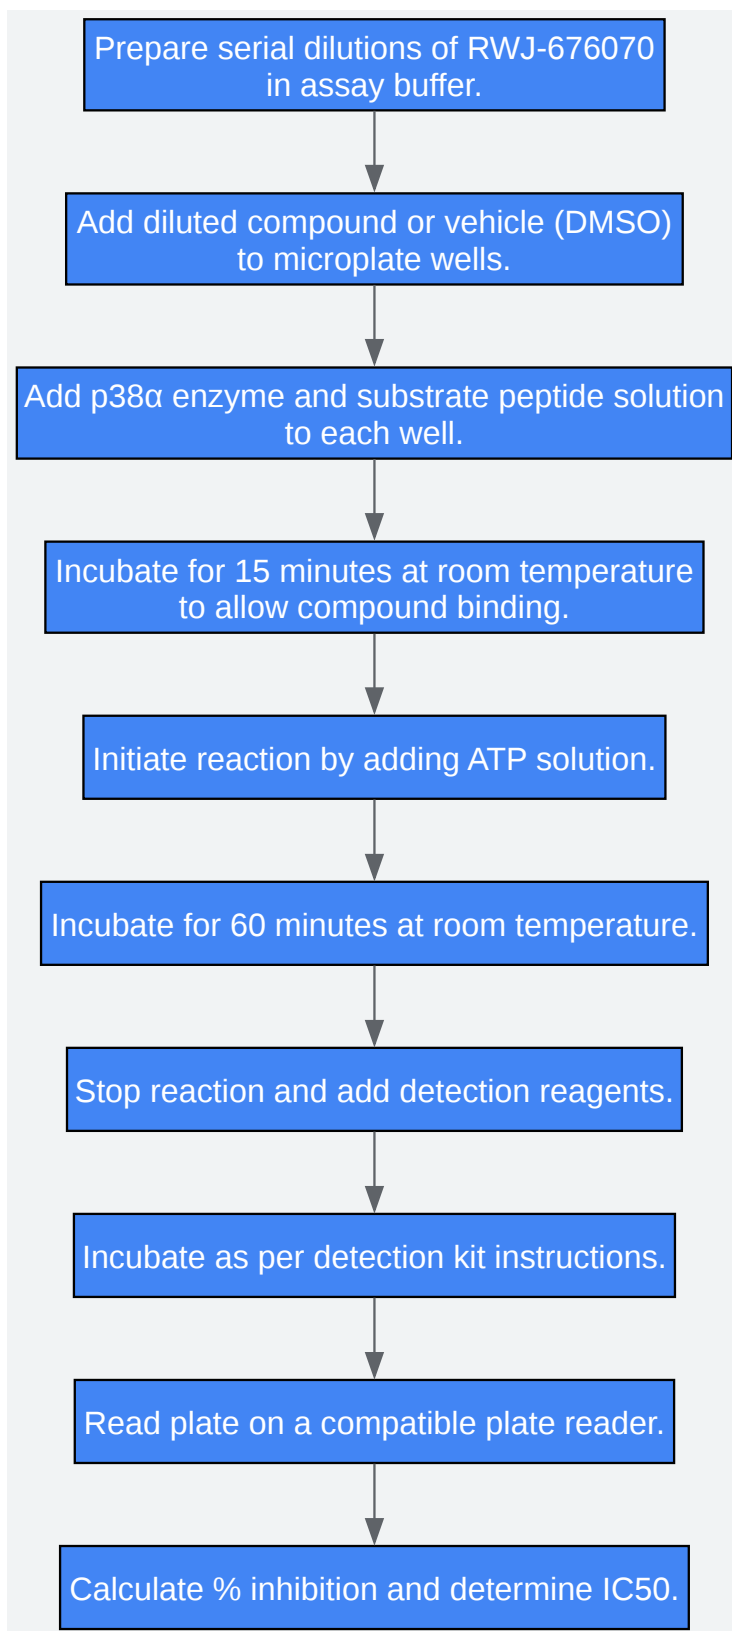 Prepare serial dilutions of RWJ-676070
in assay buffer.
Add diluted compound or vehicle (DMSO)
to microplate wells.
Add p38α enzyme and substrate peptide solution
to each well.
Incubate for 15 minutes at room temperature
to allow compound binding.
Initiate reaction by adding ATP solution.
Incubate for 60 minutes at room temperature.
Stop reaction and add detection reagents.
Incubate as per detection kit instructions.
Read plate on a compatible plate reader.
Calculate % inhibition and determine IC50.